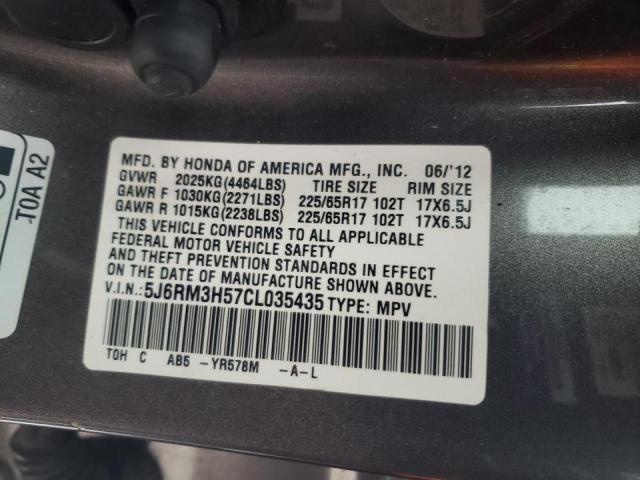 T0A A2
MFD. BY HONDA OF AMERICA MFG., INC. 06/'12
GVWR 2025KG(4464LBS) TIRE SIZE RIM SIZE
GAWR F 1030KG(2271LBS) 225/65R17 102T 17X6.5J
GAWR R 1015KG(2238LBS) 225/65R17 102T 17X6.5J
THIS VEHICLE CONFORMS TO ALL APPLICABLE
FEDERAL MOTOR VEHICLE SAFETY
AND THEFT PREVENTION STANDARDS IN EFFECT
ON THE DATE OF MANUFACTURE SHOWN ABOVE.
V.I.N.:5J6RM3H57CL035435 TYPE: MPV
T0H C AB5 -YR578M -A-L